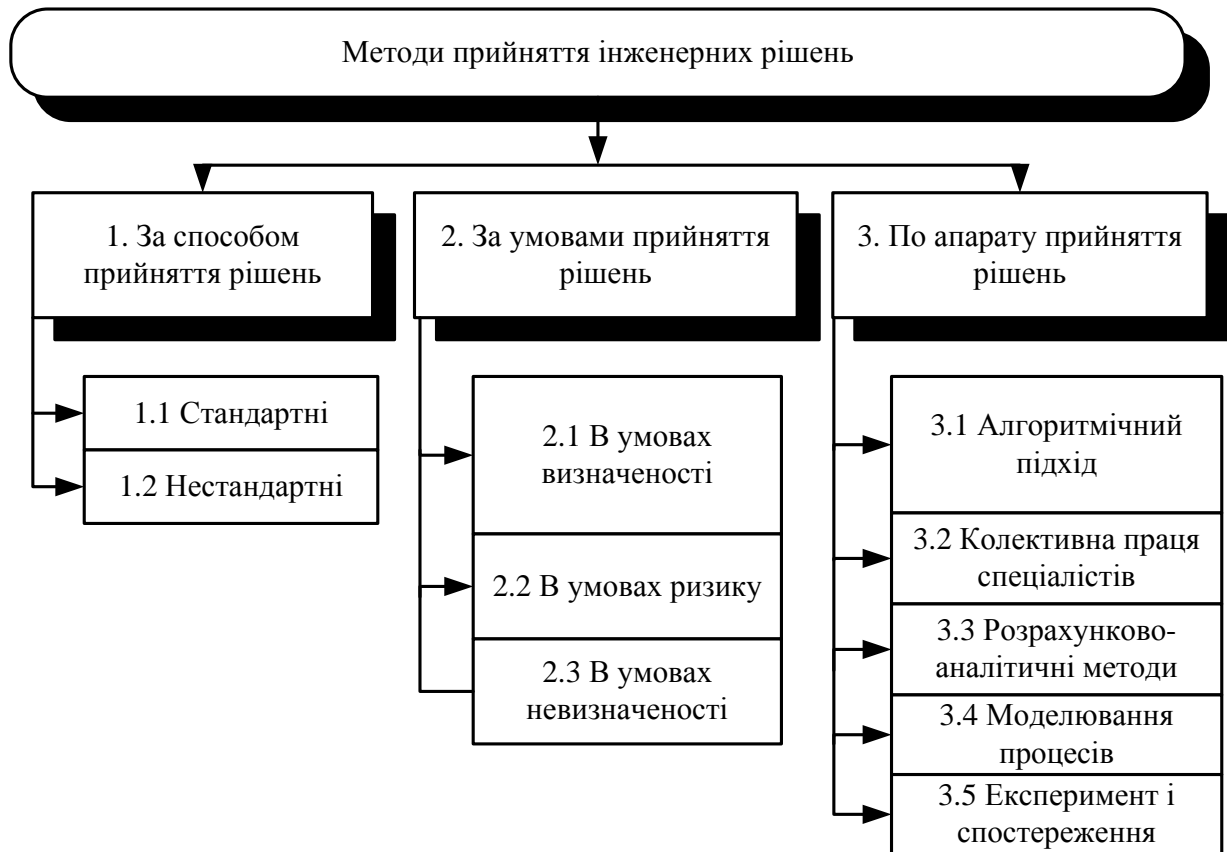 Методи прийняття інженерних рішень
1. За способом
прийняття рішень
2. За умовами прийняття
рішень
3. По апарату прийняття
рішень
1.1 Стандартні
1.2 Нестандартні
2.1 В умовах
визначеності
2.2 В умовах ризику
2.3 В умовах
невизначеності
3.1 Алгоритмічний
підхід
3.2 Колективна праця
спеціалістів
3.3 Розрахунково-
аналітичні методи
3.4 Моделювання
процесів
3.5 Експеримент і
спостереження